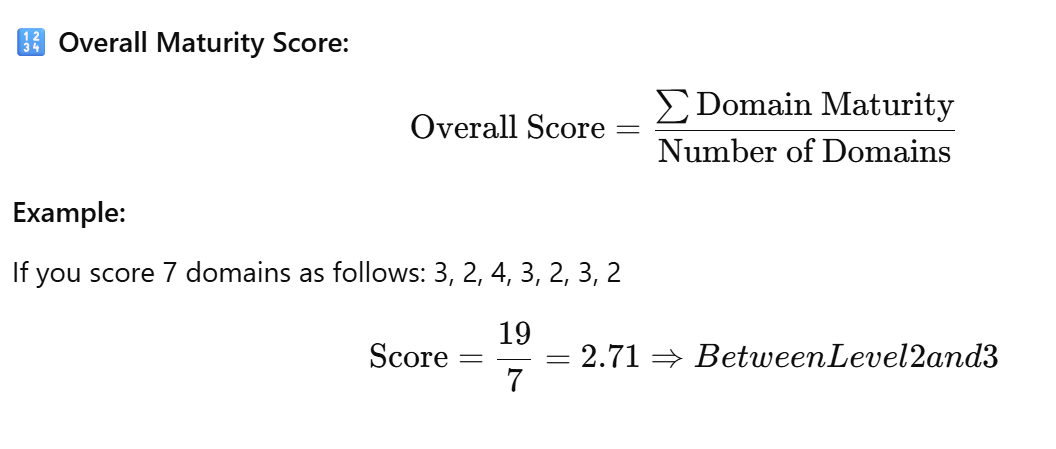 🔢 Overall Maturity Score:
Overall Score = ∑ Domain Maturity / Number of Domains
Example:
If you score 7 domains as follows: 3, 2, 4, 3, 2, 3, 2
Score = 19 / 7 = 2.71 ⇒ BetweenLevel2and3